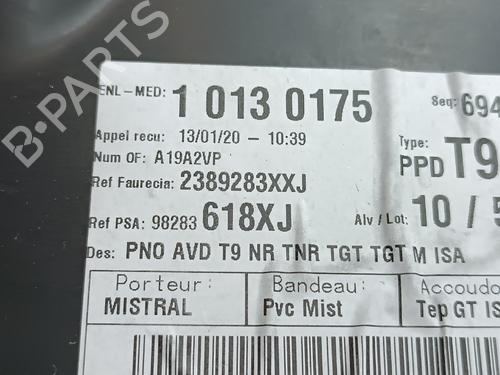 ENL-MED: 1 0130 0175 Seq: 694
Appel recu: 13/01/20 - 10:39
Type:
Num OF: A19A2VP PPD T9
Ref Faurecia: 2389283XXJ
Ref PSA: 98283 618XJ Alv / Lot: 10 / 5
Des: PNO AVD T9 NR TNR TGT TGT M ISA
Porteur: Bandeau: Accoudo
MISTRAL Pvc Mist Tep GT IS
B-PARTS